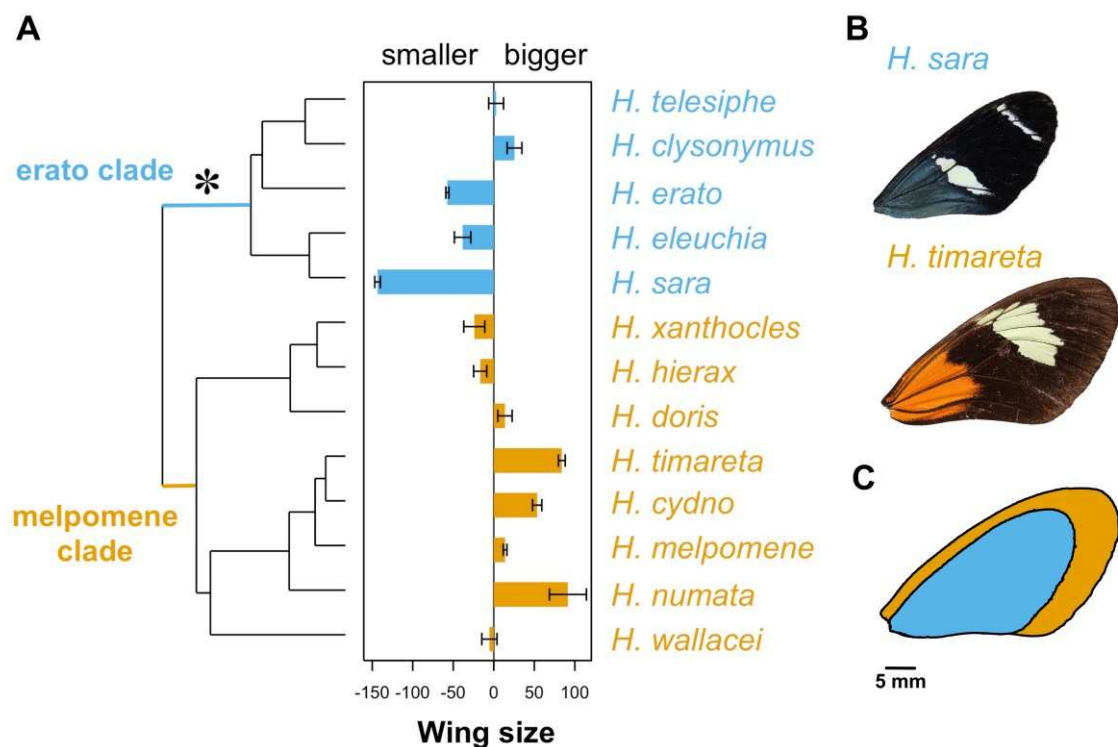 A
smaller
bigger
erato clade
*
melpomene
clade
H. telesiphe
H. clysonymus
H. erato
H. eleuchia
H. sara
H. xanthocles
H. hierax
H. doris
H. timareta
H. cydno
H. melpomene
H. numata
H. wallacei
-150 -100 -50 0 50 100
Wing size
B
H. sara
H. timareta
C
5 mm